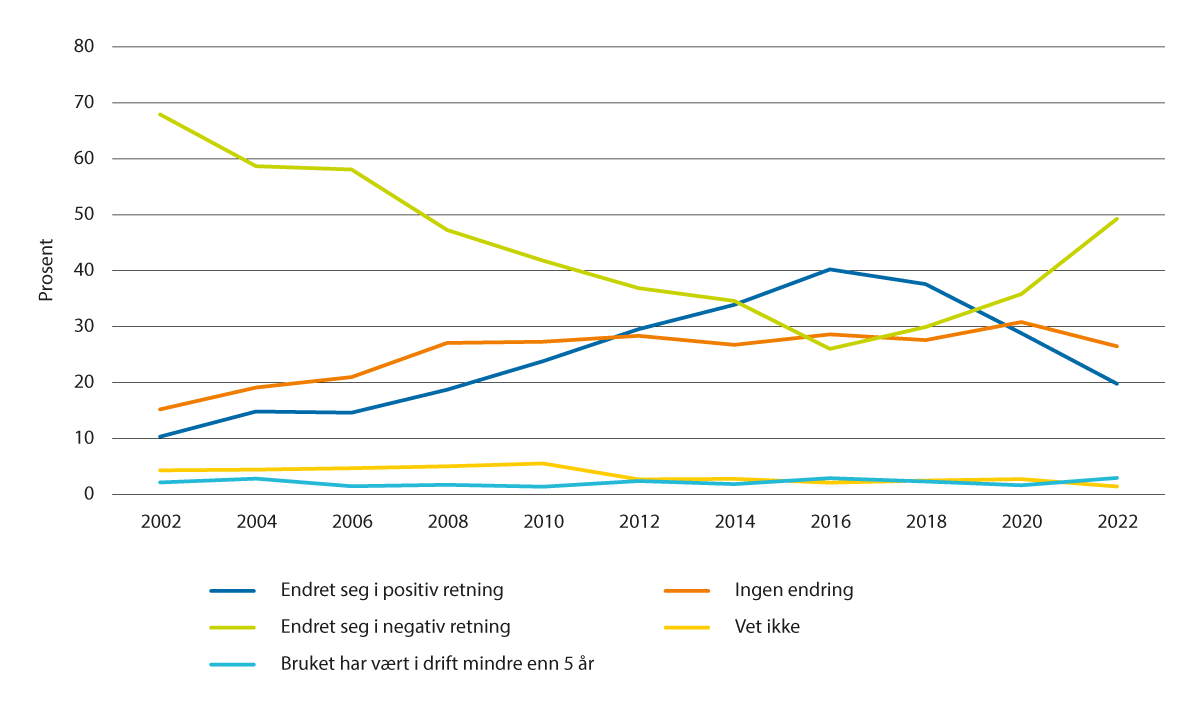 80
70
60
50
40
30
20
10
0
Prosent
2002 2004 2006 2008 2010 2012 2014 2016 2018 2020 2022
Endret seg i positiv retning
Endret seg i negativ retning
Bruket har vært i drift mindre enn 5 år
Ingen endring
Vet ikke